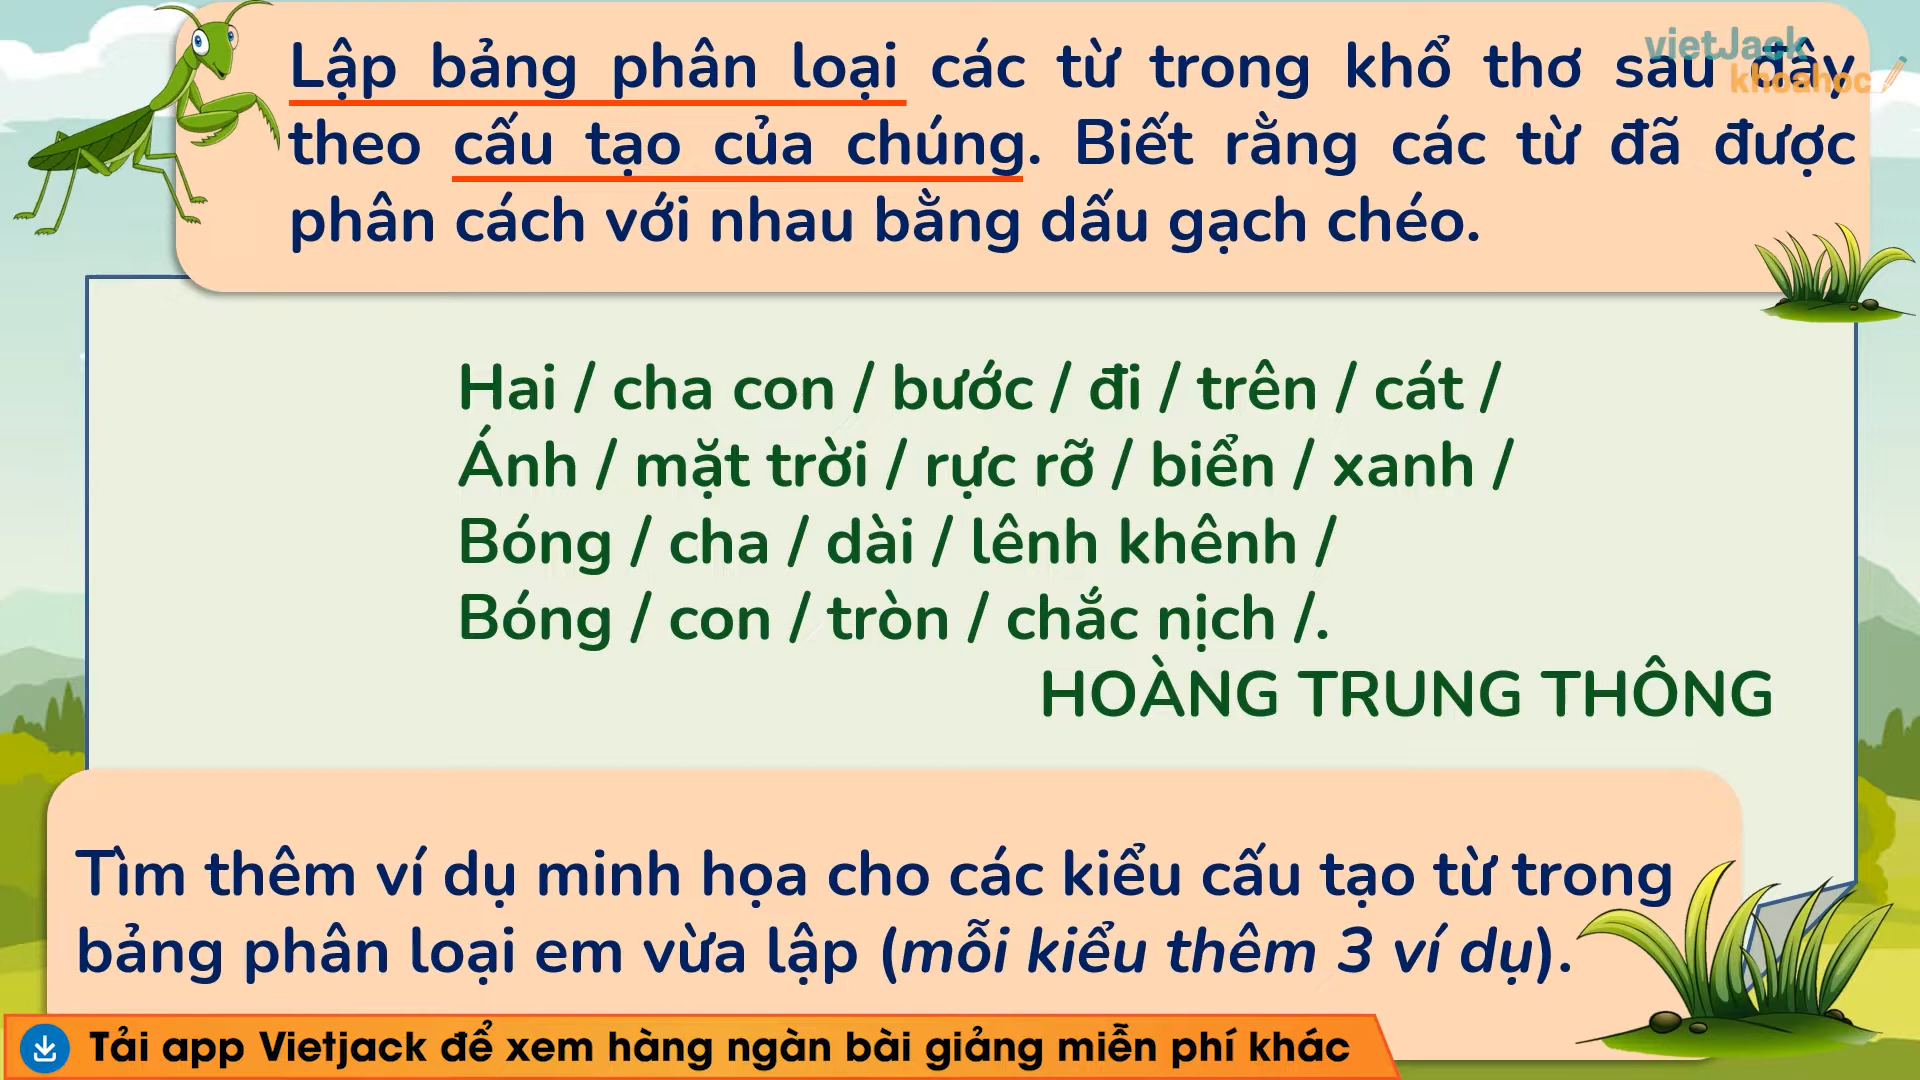 Lập bảng phân loại các từ trong khổ thơ sau đây
vietJack
khoahoc
theo cấu tạo của chúng. Biết rằng các từ đã được
phân cách với nhau bằng dấu gạch chéo.
Hai / cha con / bước / đi / trên / cát /
Ánh / mặt trời / rực rỡ / biển / xanh /
Bóng / cha / dài / lênh khênh /
Bóng / con / tròn / chắc nịch /.
HOÀNG TRUNG THÔNG
Tìm thêm ví dụ minh họa cho các kiểu cấu tạo từ trong
bảng phân loại em vừa lập (mỗi kiểu thêm 3 ví dụ).
Tải app Vietjack để xem hàng ngàn bài giảng miễn phí khác